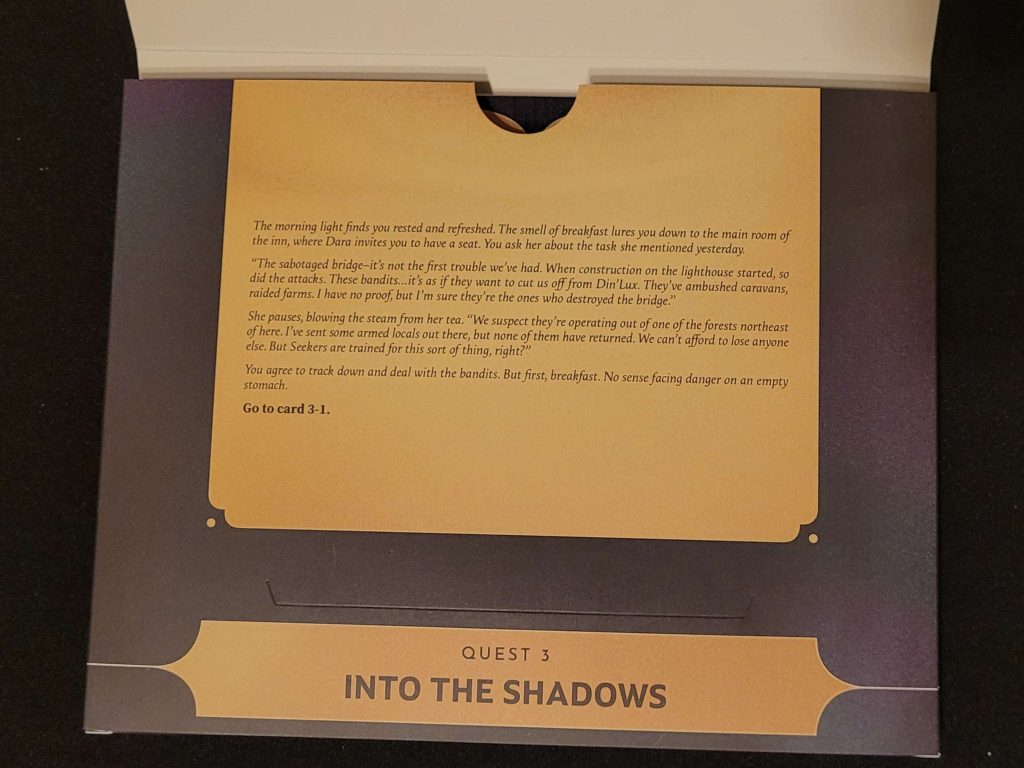 The morning light finds you rested and refreshed. The smell of breakfast lures you down to the main room of
the inn, where Dara invites you to have a seat. You ask her about the task she mentioned yesterday.
“The sabotaged bridge–it’s not the first trouble we’ve had. When construction on the lighthouse started, so
did the attacks. These bandits...it’s as if they want to cut us off from Din’Lux. They’ve ambushed caravans,
raided farms. I have no proof, but I’m sure they’re the ones who destroyed the bridge.”
She pauses, blowing the steam from her tea. “We suspect they’re operating out of one of the forests northeast
of here. I’ve sent some armed locals out there, but none of them have returned. We can’t afford to lose anyone
else. But Seekers are trained for this sort of thing, right?”
You agree to track down and deal with the bandits. But first, breakfast. No sense facing danger on an empty
stomach.
Go to card 3-1.
QUEST 3
INTO THE SHADOWS